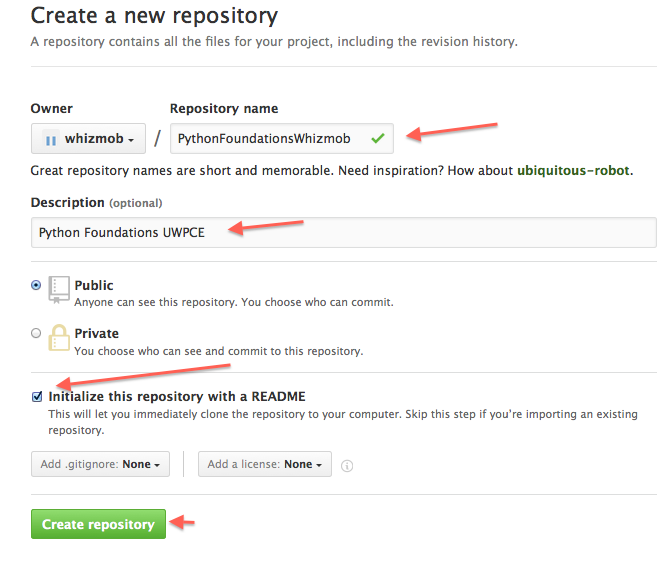 Create a new repository
A repository contains all the files for your project, including the revision history.
Owner Repository name
whizmob / PythonFoundationsWhizmob
Great repository names are short and memorable. Need inspiration? How about ubiquitous-robot.
Description (optional)
Python Foundations UWPCE
Public
Anyone can see this repository. You choose who can commit.
Private
You choose who can see and commit to this repository.
Initialize this repository with a README
This will let you immediately clone the repository to your computer. Skip this step if you're importing an existing
repository.
Add .gitignore: None Add a license: None
Create repository